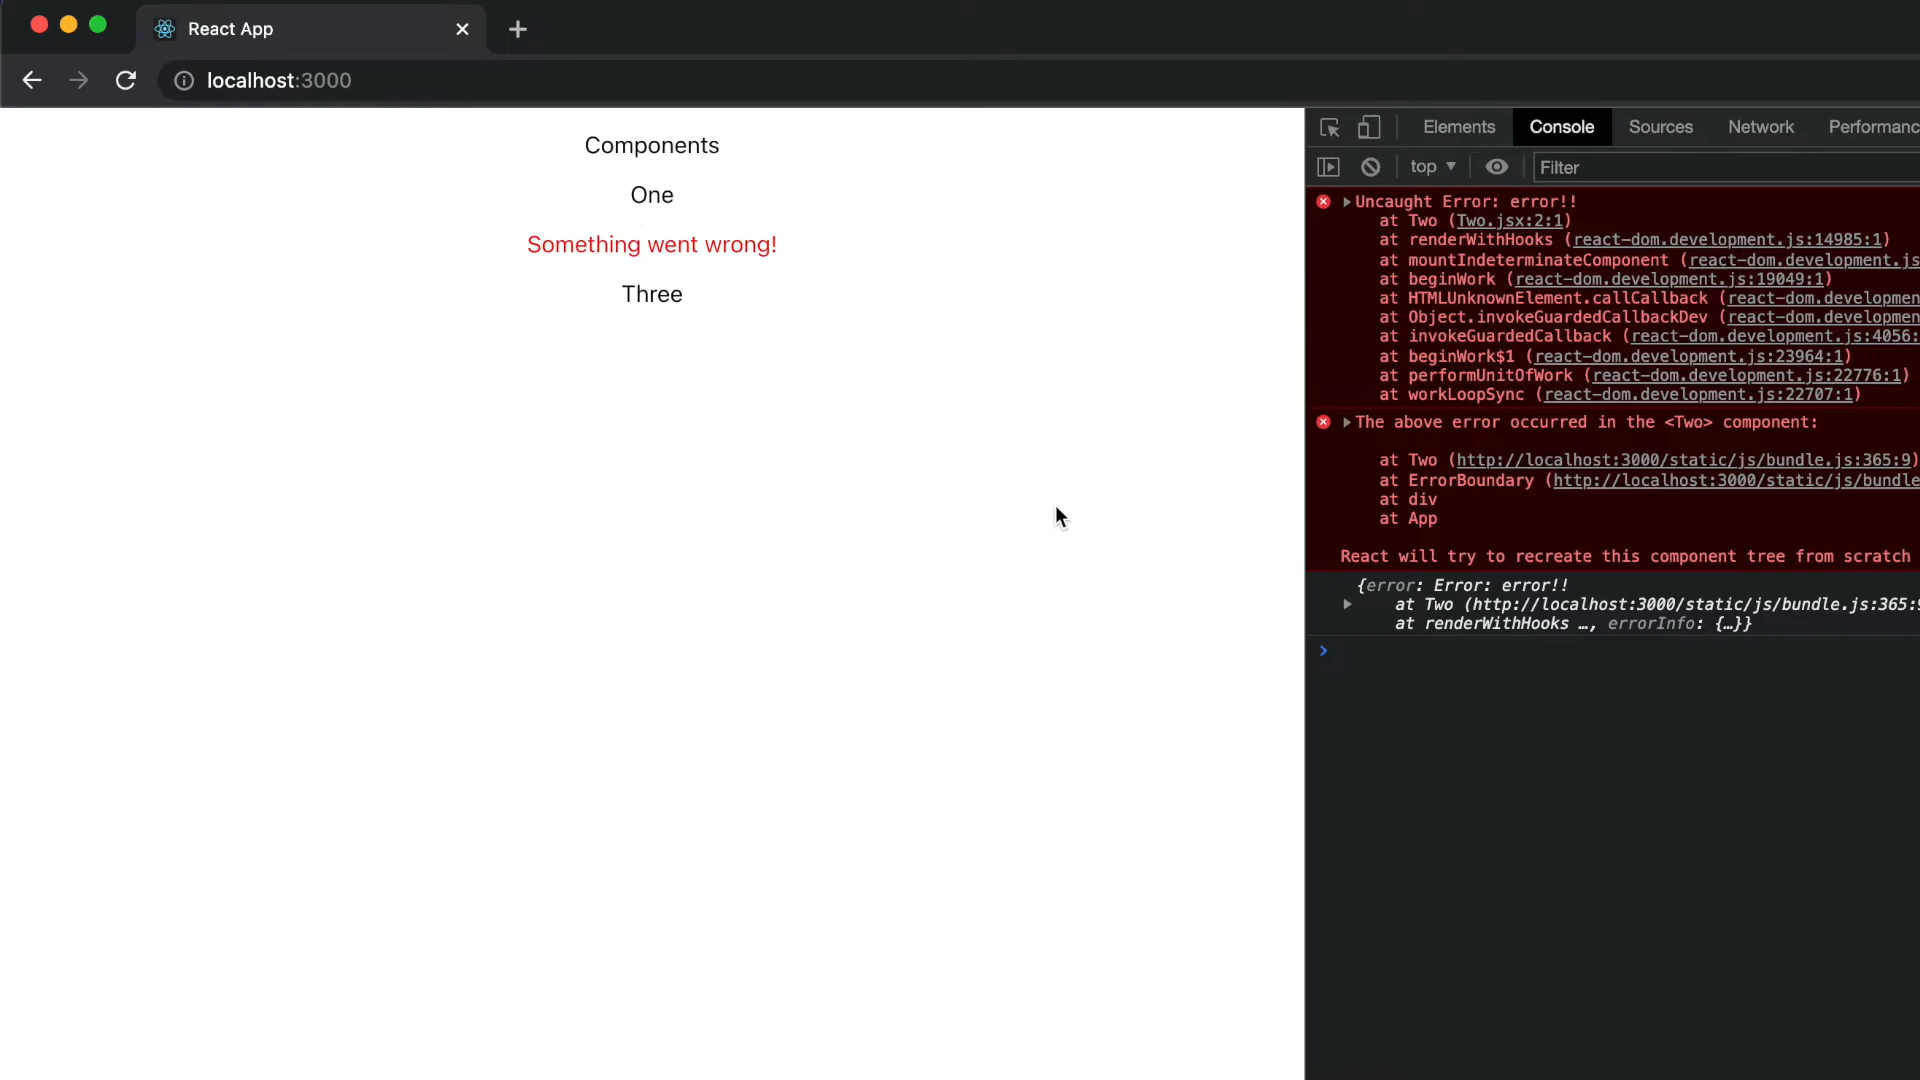 React App
localhost:3000
Components
One
Something went wrong!
Three
Elements Console Sources Network Performanc
top Filter
Uncaught Error: error!!
at Two (Two.jsx:2:1)
at renderWithHooks (react-dom.development.js:14985:1)
at mountIndeterminateComponent (react-dom.development.js
at beginWork (react-dom.development.js:19049:1)
at HTMLUnknownElement.callCallback (react-dom.developmen
at Object.invokeGuardedCallbackDev (react-dom.developmen
at invokeGuardedCallback (react-dom.development.js:4056:
at beginWork$1 (react-dom.development.js:23964:1)
at performUnitOfWork (react-dom.development.js:22776:1)
at workLoopSync (react-dom.development.js:22707:1)
The above error occurred in the <Two> component:
at Two (http://localhost:3000/static/js/bundle.js:365:9)
at ErrorBoundary (http://localhost:3000/static/js/bundle
at div
at App
React will try to recreate this component tree from scratch
{error: Error: error!!
at Two (http://localhost:3000/static/js/bundle.js:365:9
at renderWithHooks …, errorInfo: {…}}